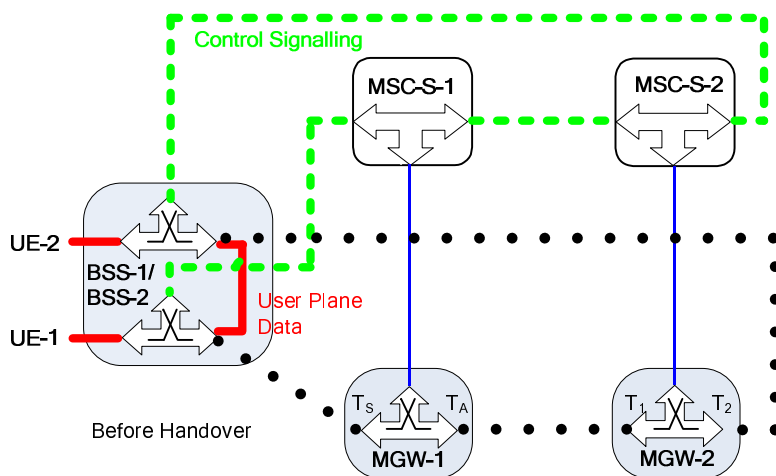 Control Signalling
MSC-S-1
MSC-S-2
UE-2
BSS-1/
BSS-2
User Plane
Data
UE-1
TS
TA
T1
T2
Before Handover
MGW-1
MGW-2